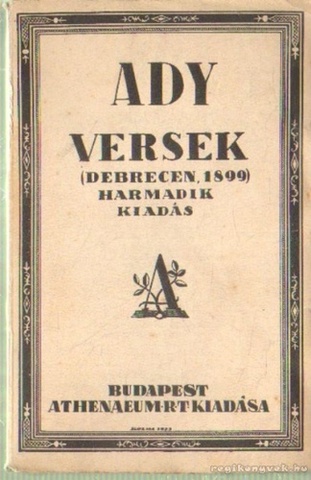 ADY
VERSEK
(DEBRECEN, 1899)
HARMADIK
KIADÁS
A
BUDAPEST
ATHENAEUM·R·T KIADÁSA
regikonyvek.hu